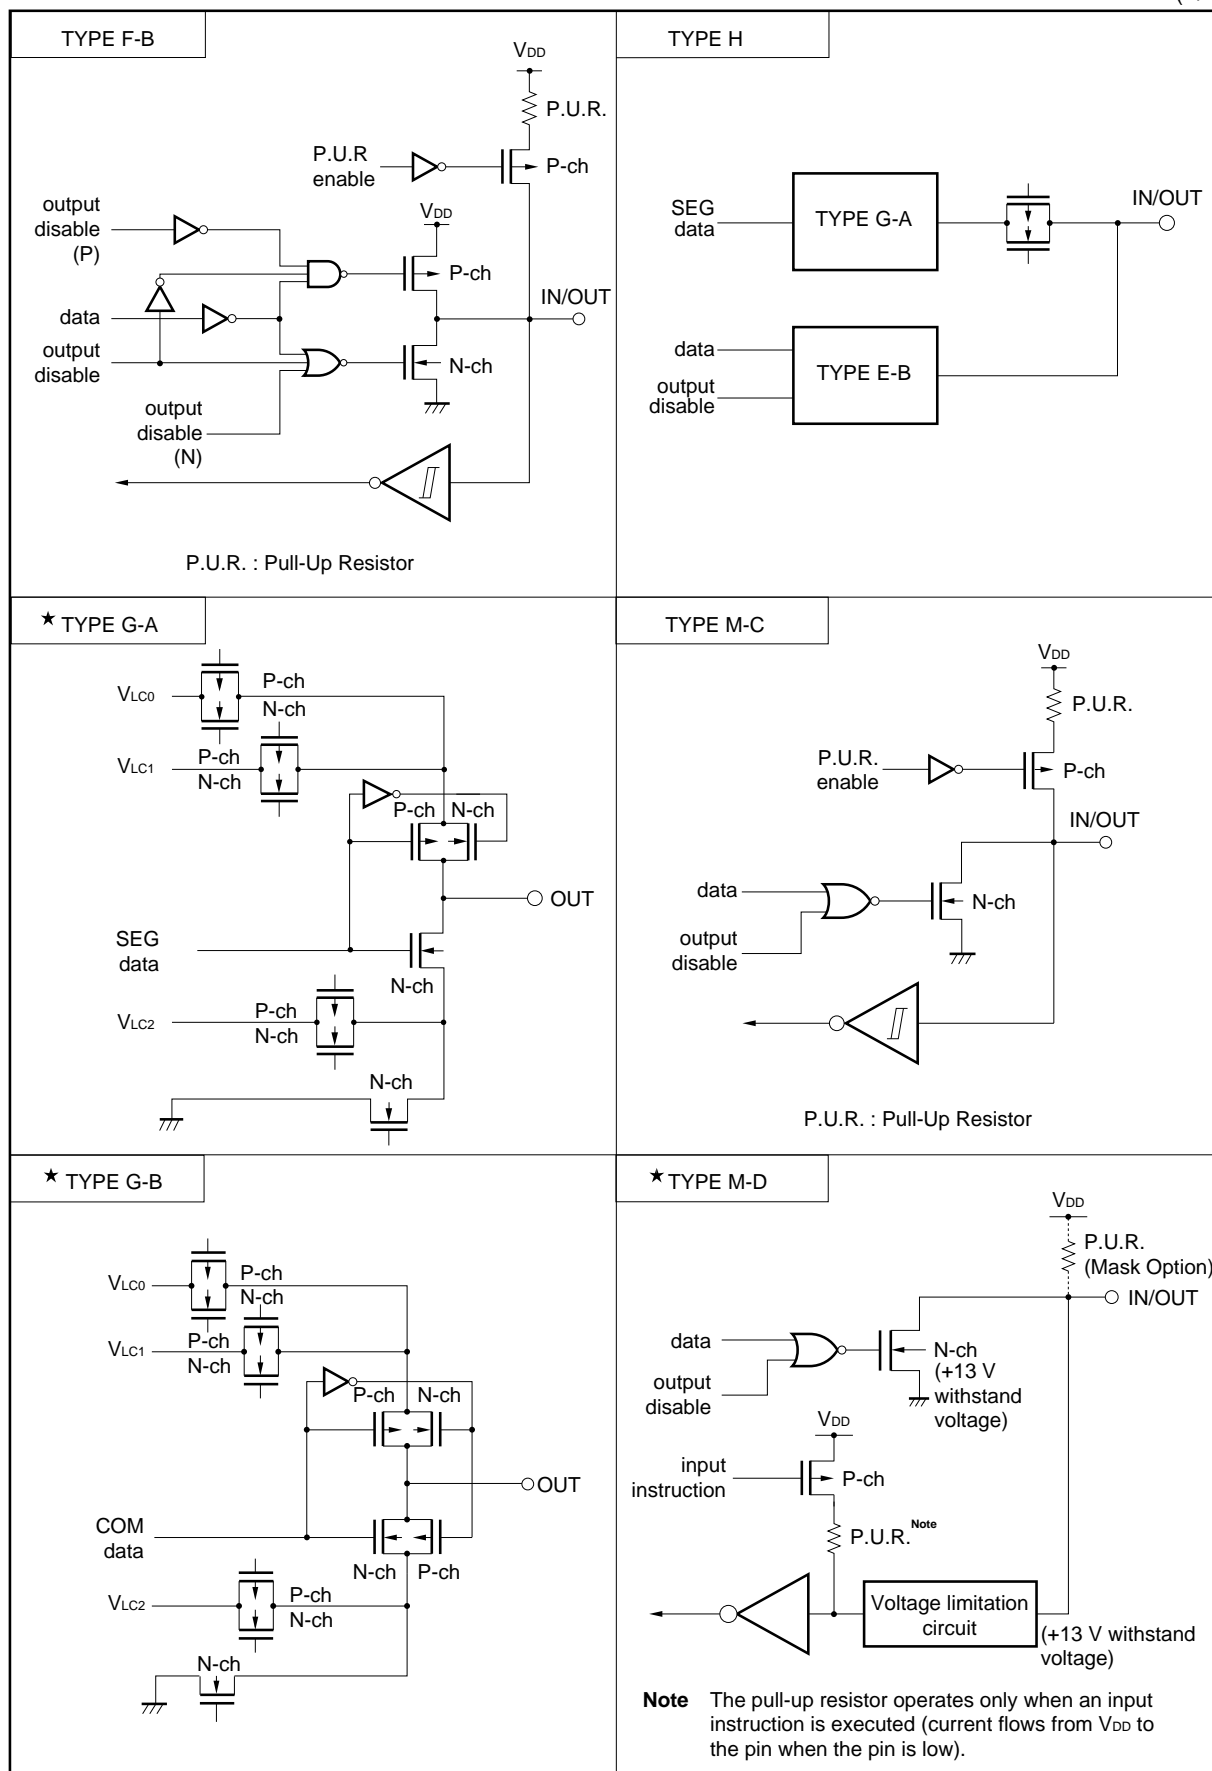 TYPE F-B
VDD
P.U.R.
P.U.R
enable
P-ch
output
disable
(P)
VDD
P-ch
IN/OUT
data
output
disable
N-ch
output
disable
(N)
P.U.R. : Pull-Up Resistor
TYPE H
SEG
data
TYPE G-A
IN/OUT
data
output
disable
TYPE E-B
★ TYPE G-A
VLC0
P-ch
N-ch
VLC1
P-ch
N-ch
P-ch N-ch
OUT
SEG
data
N-ch
P-ch
VLC2
N-ch
N-ch
TYPE M-C
VDD
P.U.R.
P.U.R.
enable
P-ch
IN/OUT
data
N-ch
output
disable
P.U.R. : Pull-Up Resistor
★ TYPE G-B
VLC0
P-ch
N-ch
VLC1
P-ch
N-ch
P-ch N-ch
OUT
COM
data
N-ch P-ch
VLC2
P-ch
N-ch
N-ch
★ TYPE M-D
VDD
P.U.R.
(Mask Option)
IN/OUT
data
N-ch
(+13 V
withstand
voltage)
output
disable
VDD
input
instruction
P-ch
P.U.R. Note
Voltage limitation
circuit
(+13 V withstand
voltage)
Note The pull-up resistor operates only when an input
instruction is executed (current flows from VDD to
the pin when the pin is low).